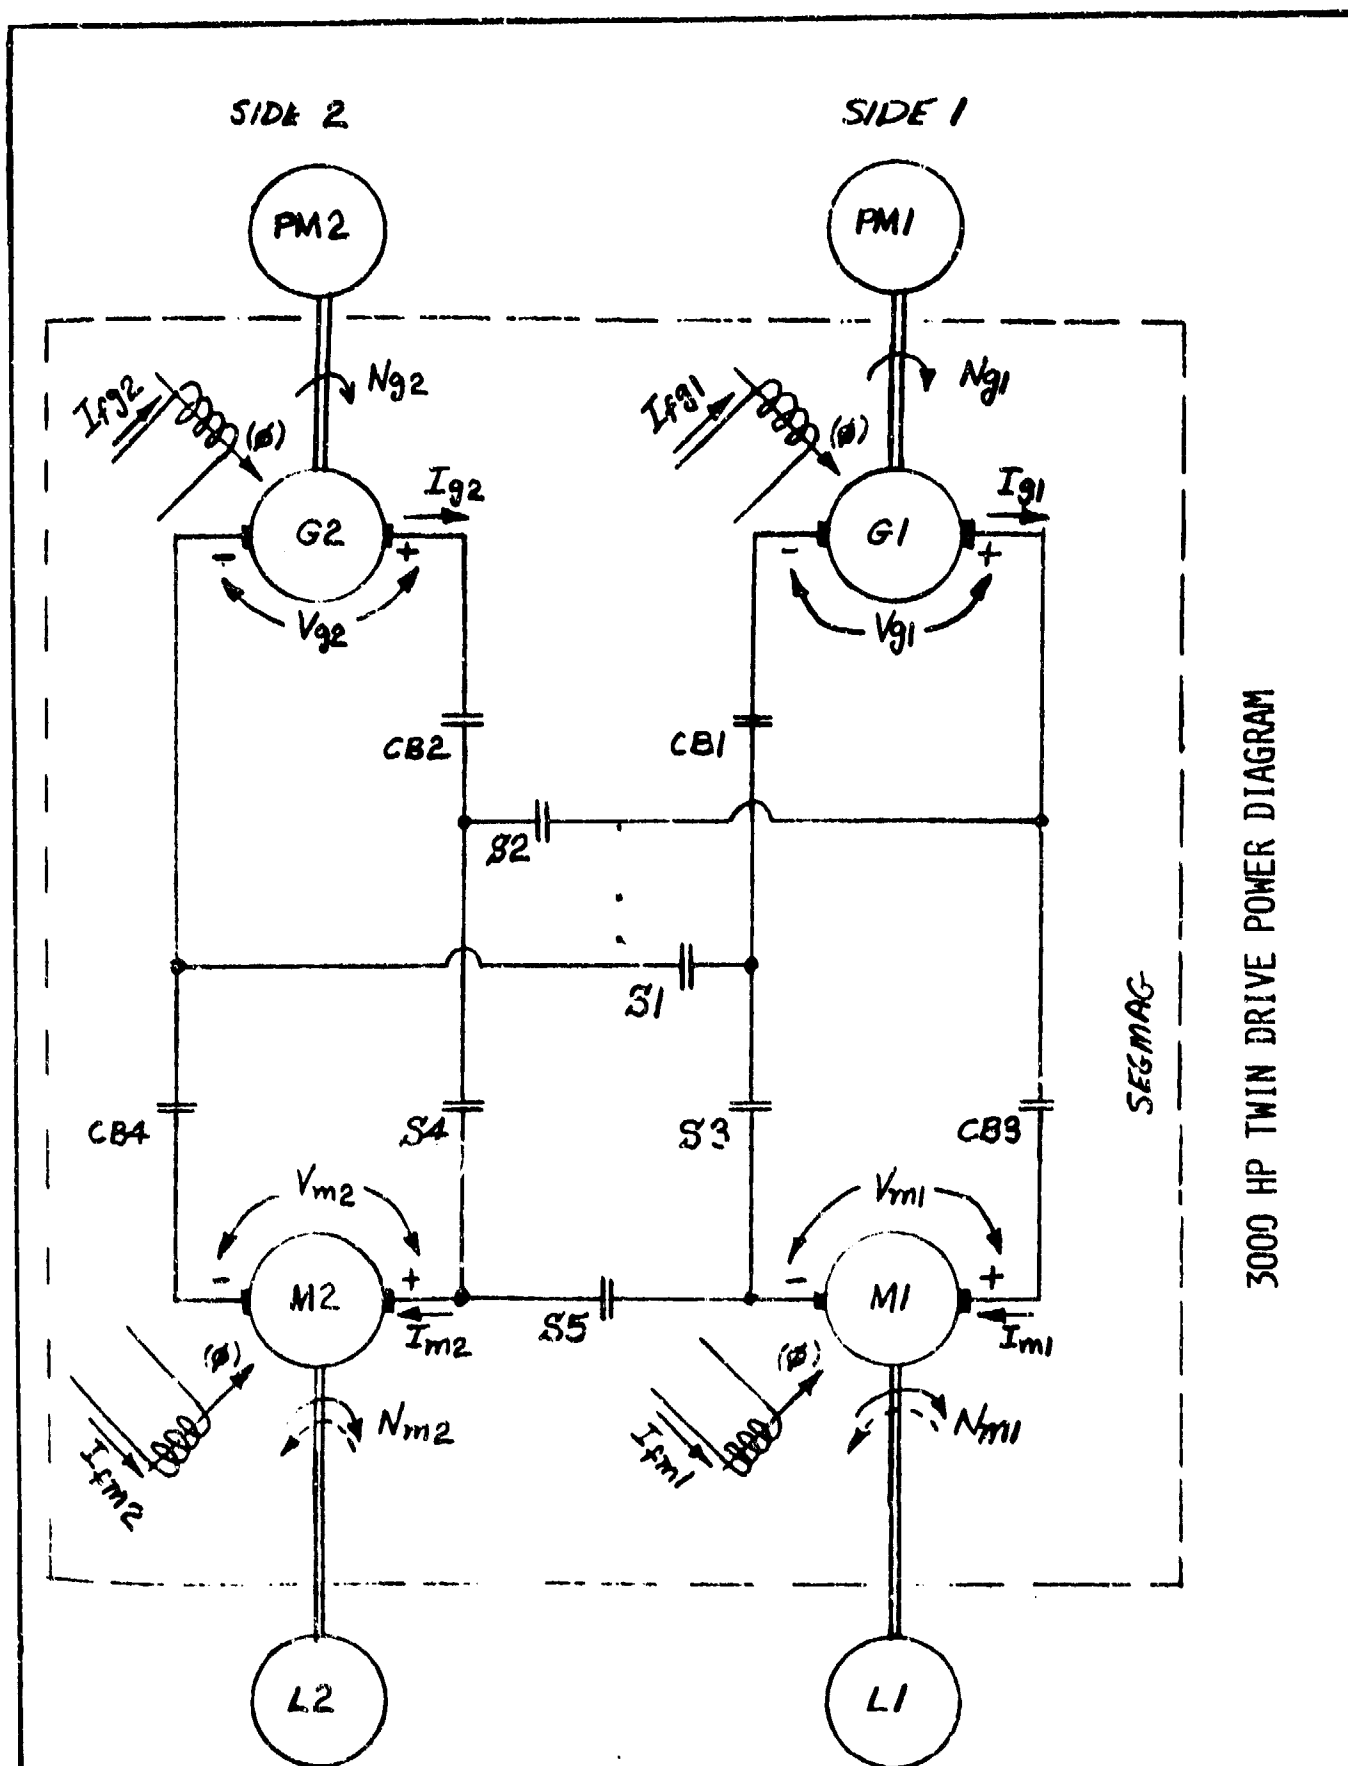 SIDE 2
SIDE 1
PM2
PM1
Ng2
Ng1
Ifg2
Ifg1
(ø)
(ø)
Ig2
Ig1
G2
G1
- +
- +
Vg2
Vg1
CB2
CB1
S2
S1
CB4
S4
S3
CB3
SEGMAG
3000 HP TWIN DRIVE POWER DIAGRAM
Vm2
Vm1
- +
- +
M2
M1
Im2
S5
Im1
(ø)
(ø)
Nm2
Nm1
Ifm2
Ifm1
L2
L1